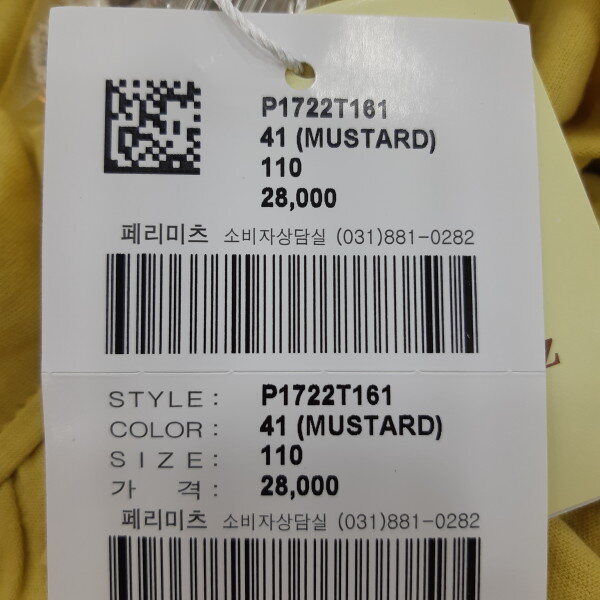 P1722T161
41 (MUSTARD)
110
28,000
페리미츠 소비자상담실 (031)881-0282
STYLE: P1722T161
COLOR: 41 (MUSTARD)
SIZE: 110
가 격: 28,000
페리미츠 소비자상담실 (031)881-0282